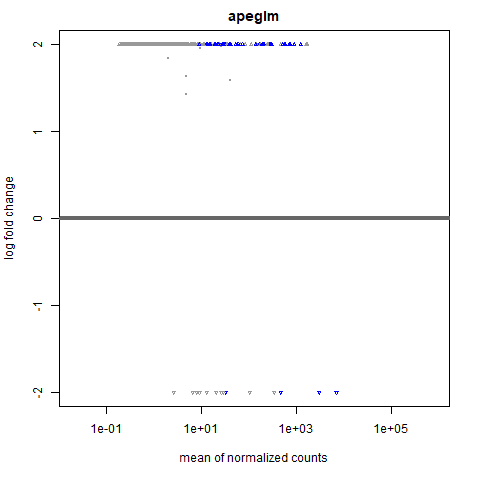 apeglm
log fold change
2
1
0
-1
-2
1e-01
1e+01
1e+03
1e+05
mean of normalized counts